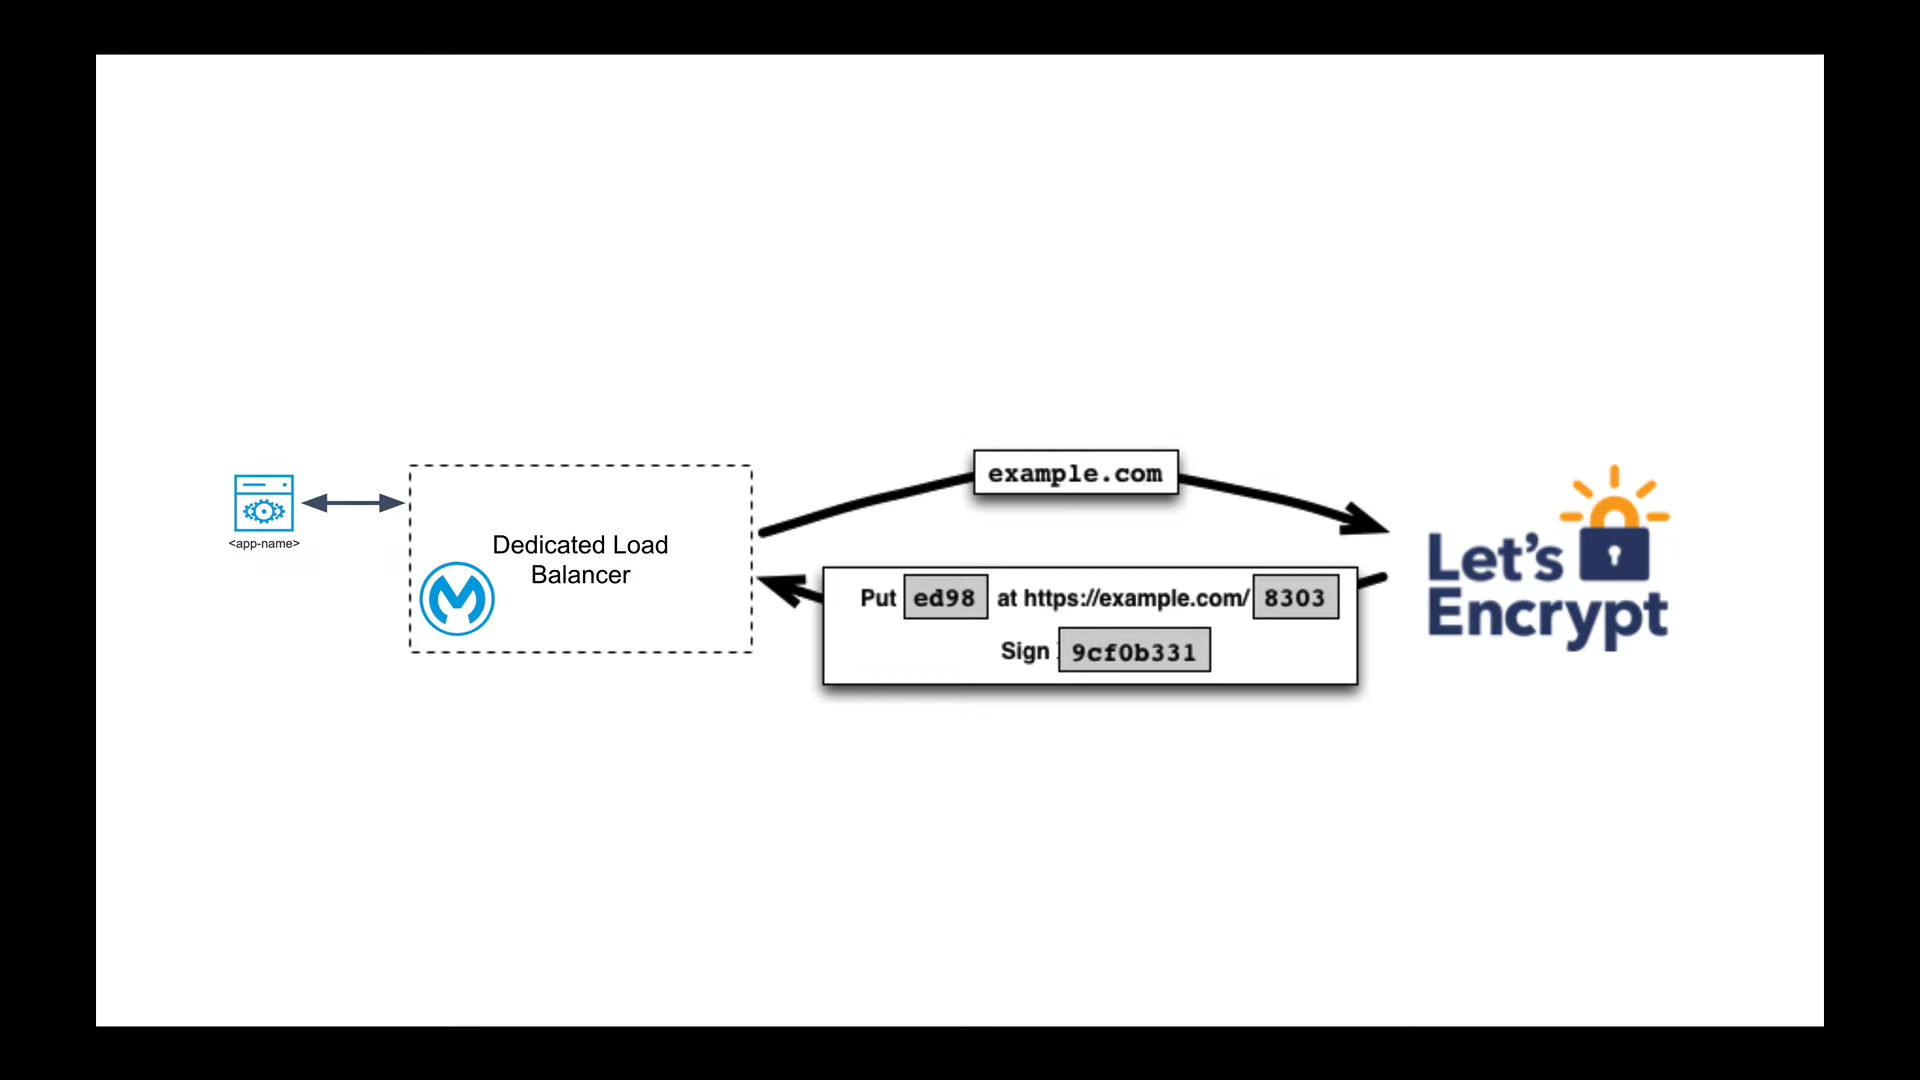 <app-name>
Dedicated Load
Balancer
example.com
Put ed98 at https://example.com/ 8303
Sign 9cf0b331
Let's
Encrypt